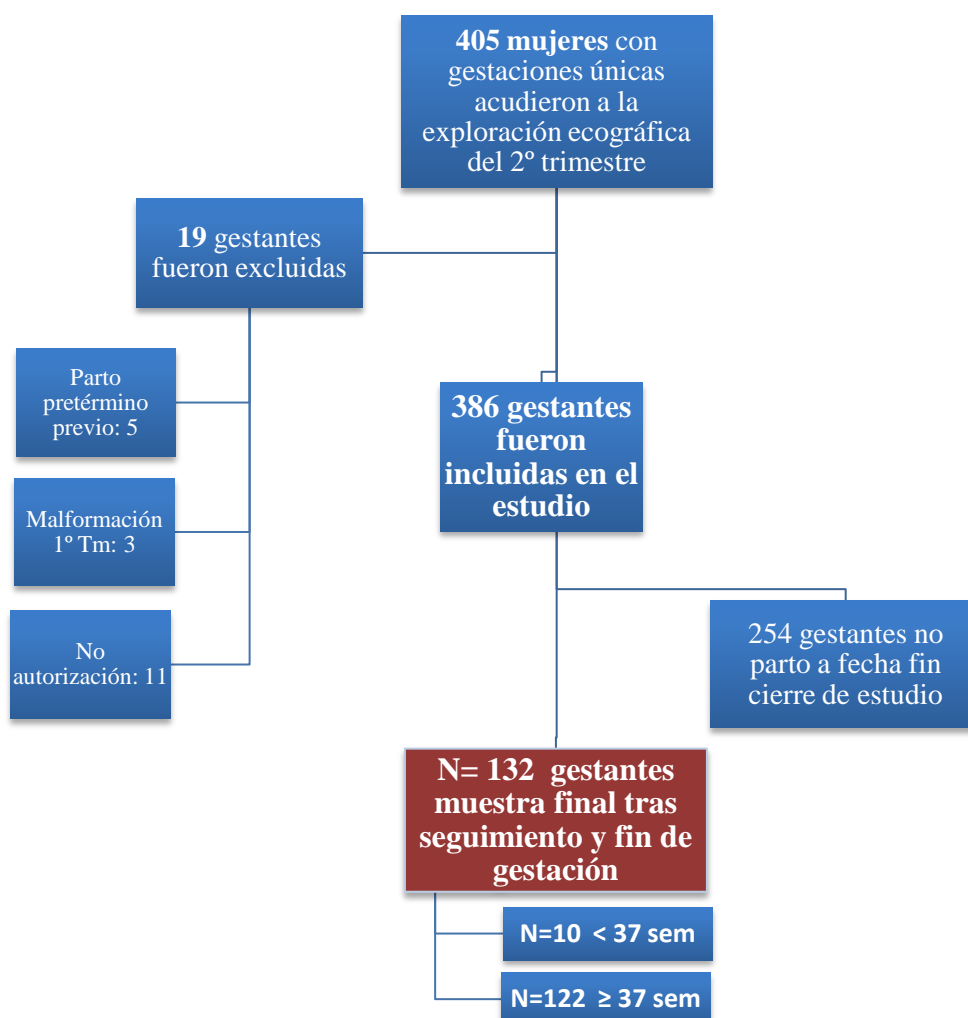 405 mujeres con
gestaciones únicas
acudieron a la
exploración ecográfica
del 2º trimestre
19 gestantes
fueron excluidas
Parto
pretérmino
previo: 5
Malformación
1º Tm: 3
No
autorización: 11
386 gestantes
fueron
incluidas en el
estudio
254 gestantes no
parto a fecha fin
cierre de estudio
N= 132 gestantes
muestra final tras
seguimiento y fin de
gestación
N=10 < 37 sem
N=122 ≥ 37 sem